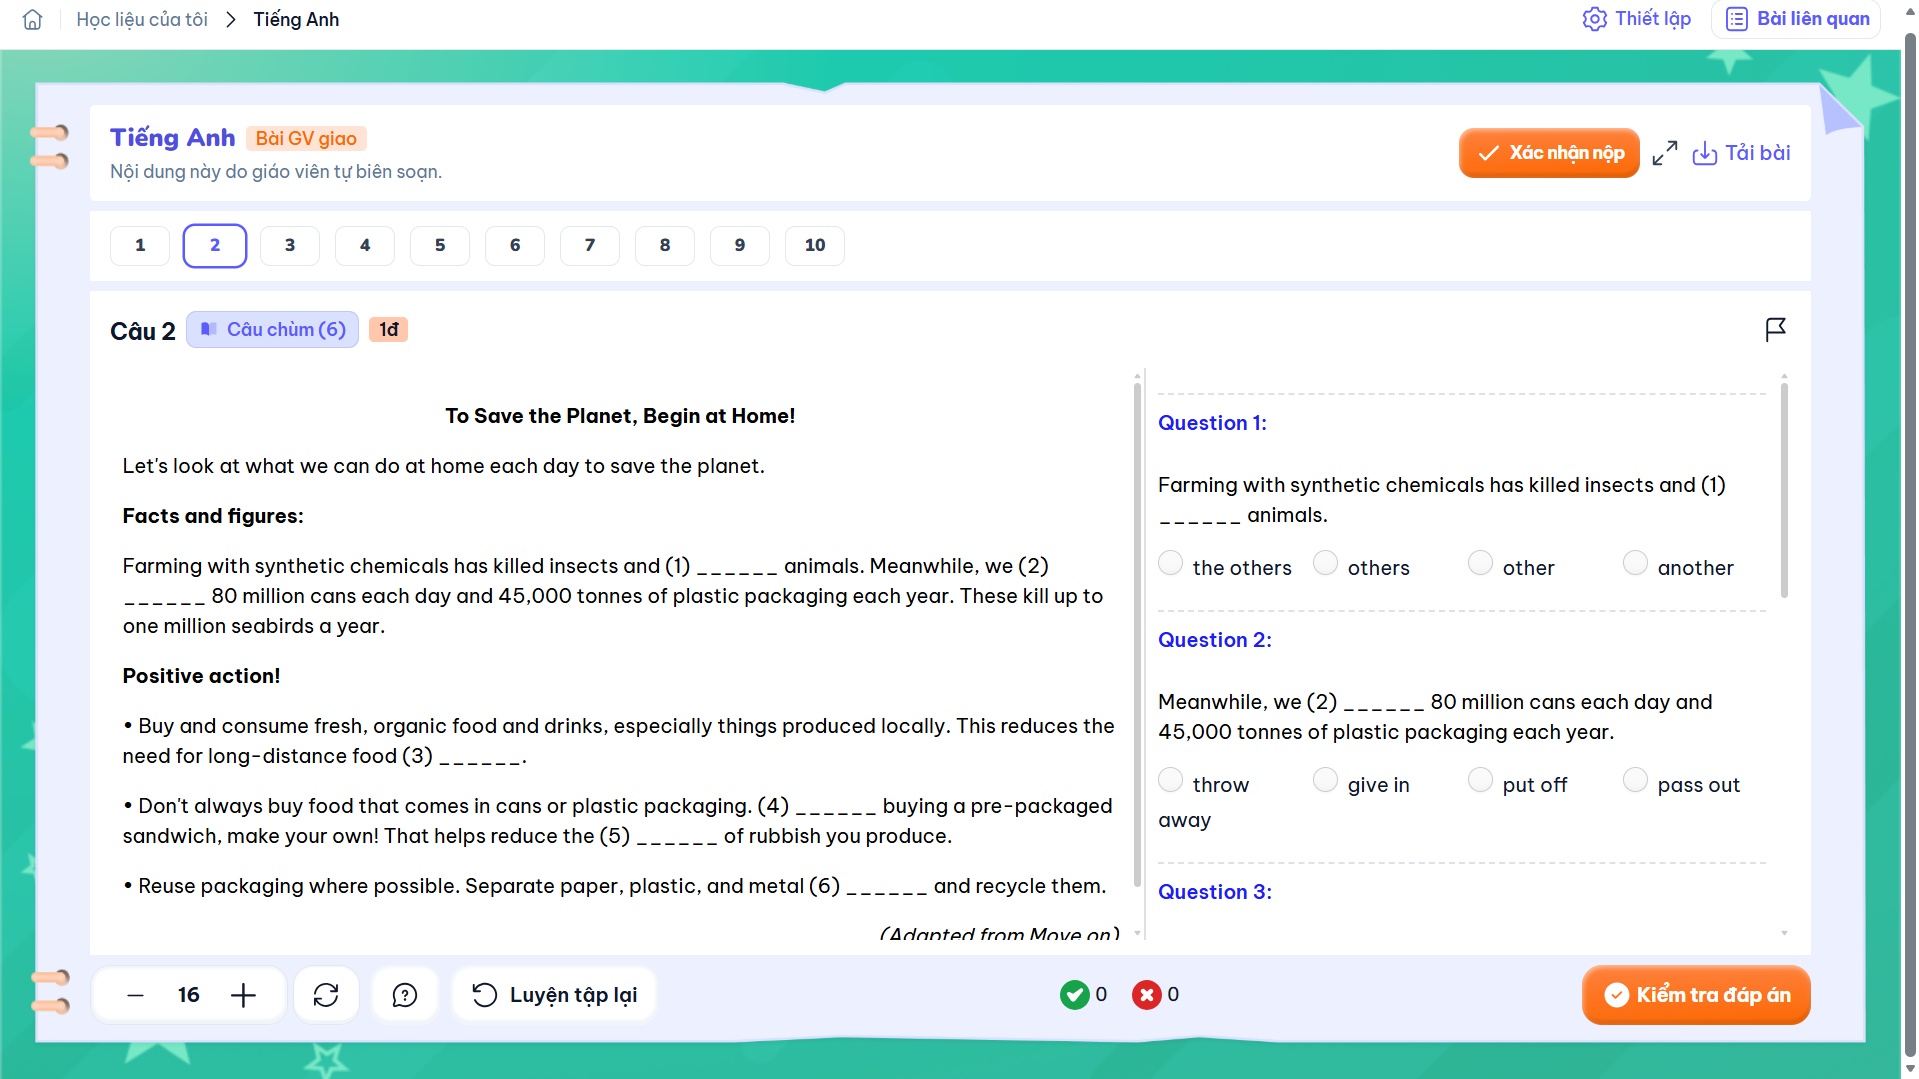 Học liệu của tôi > Tiếng Anh
Thiết lập
Bài liên quan
Tiếng Anh Bài GV giao
Nội dung này do giáo viên tự biên soạn.
Xác nhận nộp
Tải bài
1 2 3 4 5 6 7 8 9 10
Câu 2 Câu chùm (6) 1đ
To Save the Planet, Begin at Home!
Let's look at what we can do at home each day to save the planet.
Facts and figures:
Farming with synthetic chemicals has killed insects and (1) ______ animals. Meanwhile, we (2)
______ 80 million cans each day and 45,000 tonnes of plastic packaging each year. These kill up to
one million seabirds a year.
Positive action!
• Buy and consume fresh, organic food and drinks, especially things produced locally. This reduces the
need for long-distance food (3) ______.
• Don't always buy food that comes in cans or plastic packaging. (4) ______ buying a pre-packaged
sandwich, make your own! That helps reduce the (5) ______ of rubbish you produce.
• Reuse packaging where possible. Separate paper, plastic, and metal (6) ______ and recycle them.
(Adapted from Move on)
Question 1:
Farming with synthetic chemicals has killed insects and (1)
______ animals.
the others others other another
Question 2:
Meanwhile, we (2) ______ 80 million cans each day and
45,000 tonnes of plastic packaging each year.
throw give in put off pass out
away
Question 3:
16
Luyện tập lại
0 0
Kiểm tra đáp án